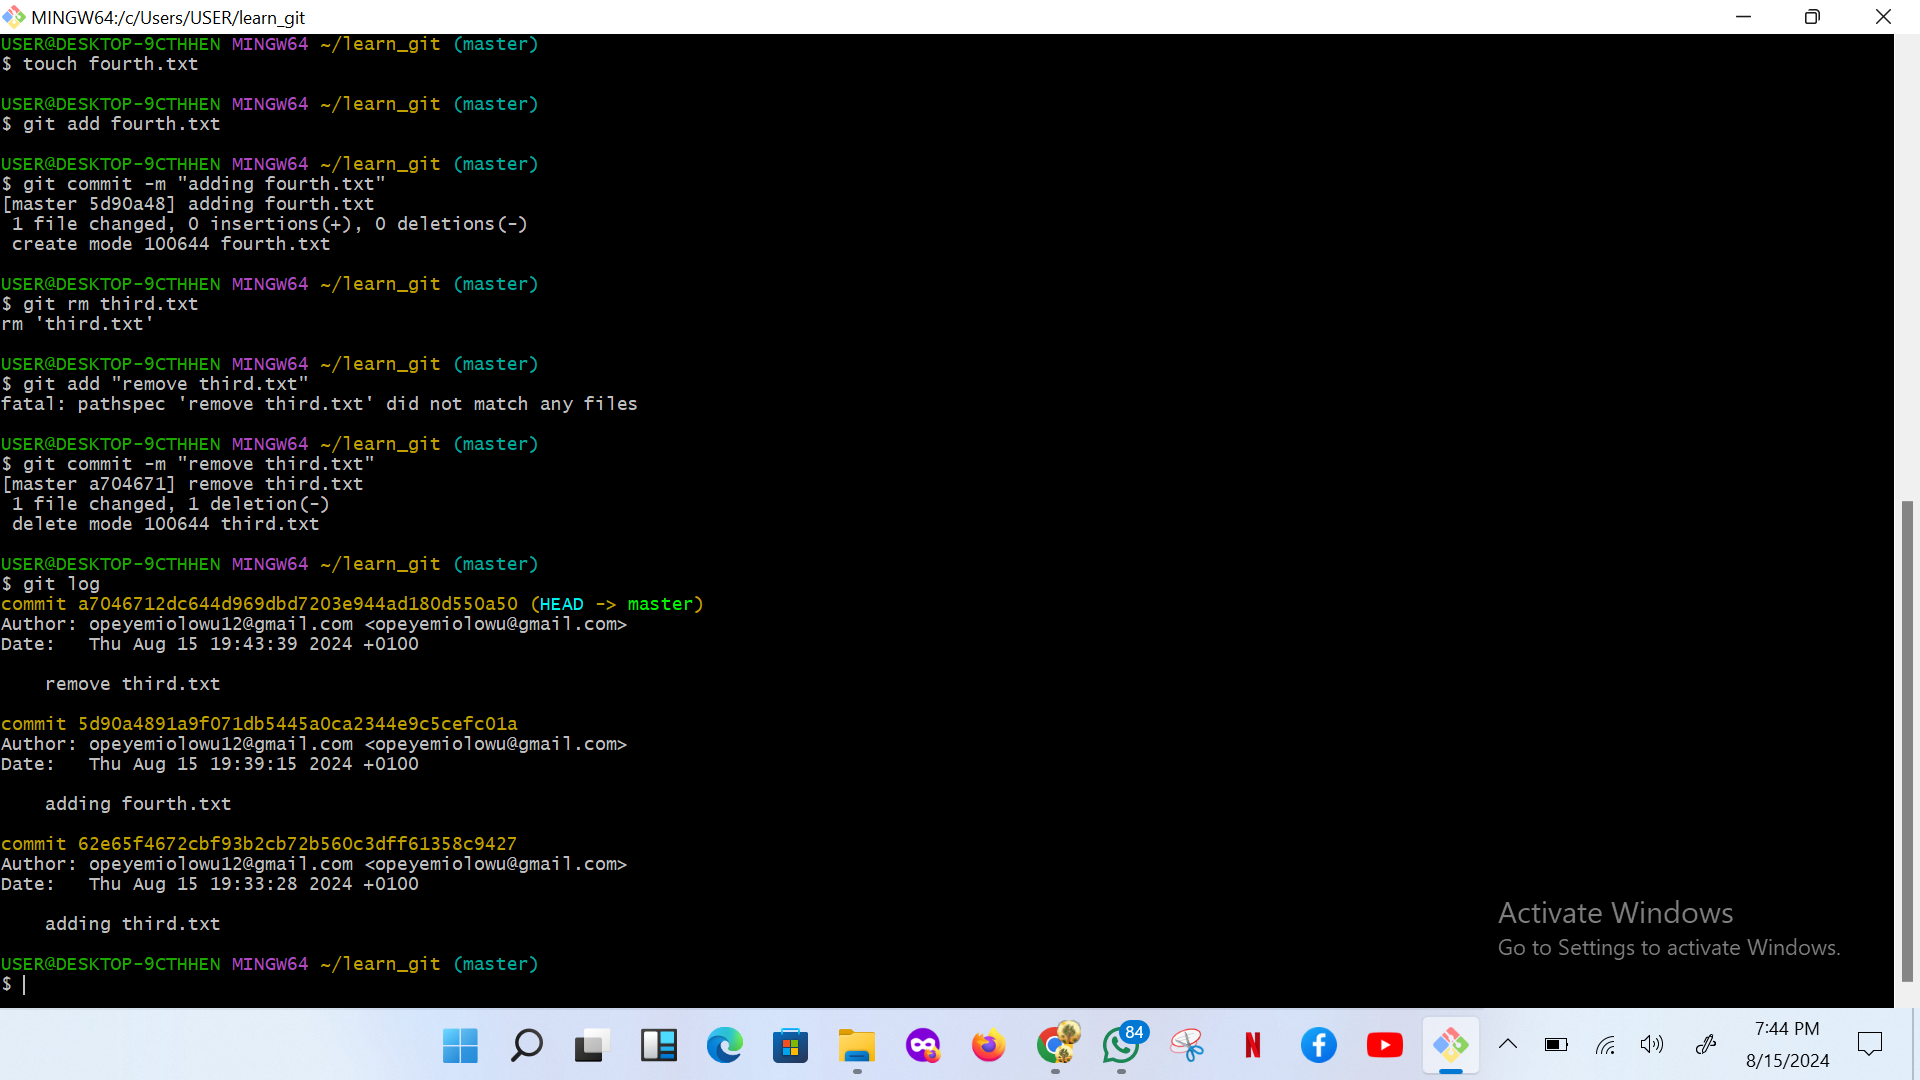 MINGW64:/c/Users/USER/learn_git
USER@DESKTOP-9CTHHEN MINGW64 ~/learn_git (master)
$ touch fourth.txt
USER@DESKTOP-9CTHHEN MINGW64 ~/learn_git (master)
$ git add fourth.txt
USER@DESKTOP-9CTHHEN MINGW64 ~/learn_git (master)
$ git commit -m "adding fourth.txt"
[master 5d90a48] adding fourth.txt
 1 file changed, 0 insertions(+), 0 deletions(-)
 create mode 100644 fourth.txt
USER@DESKTOP-9CTHHEN MINGW64 ~/learn_git (master)
$ git rm third.txt
rm 'third.txt'
USER@DESKTOP-9CTHHEN MINGW64 ~/learn_git (master)
$ git add "remove third.txt"
fatal: pathspec 'remove third.txt' did not match any files
USER@DESKTOP-9CTHHEN MINGW64 ~/learn_git (master)
$ git commit -m "remove third.txt"
[master a704671] remove third.txt
 1 file changed, 1 deletion(-)
 delete mode 100644 third.txt
USER@DESKTOP-9CTHHEN MINGW64 ~/learn_git (master)
$ git log
commit a7046712dc644d969dbd7203e944ad180d550a50 (HEAD -> master)
Author: opeyemiolowu12@gmail.com <opeyemiolowu@gmail.com>
Date:   Thu Aug 15 19:43:39 2024 +0100
    remove third.txt
commit 5d90a4891a9f071db5445a0ca2344e9c5cefc01a
Author: opeyemiolowu12@gmail.com <opeyemiolowu@gmail.com>
Date:   Thu Aug 15 19:39:15 2024 +0100
    adding fourth.txt
commit 62e65f4672cbf93b2cb72b560c3dff61358c9427
Author: opeyemiolowu12@gmail.com <opeyemiolowu@gmail.com>
Date:   Thu Aug 15 19:33:28 2024 +0100
    adding third.txt
USER@DESKTOP-9CTHHEN MINGW64 ~/learn_git (master)
$
Activate Windows
Go to Settings to activate Windows.
84
N
7:44 PM
8/15/2024